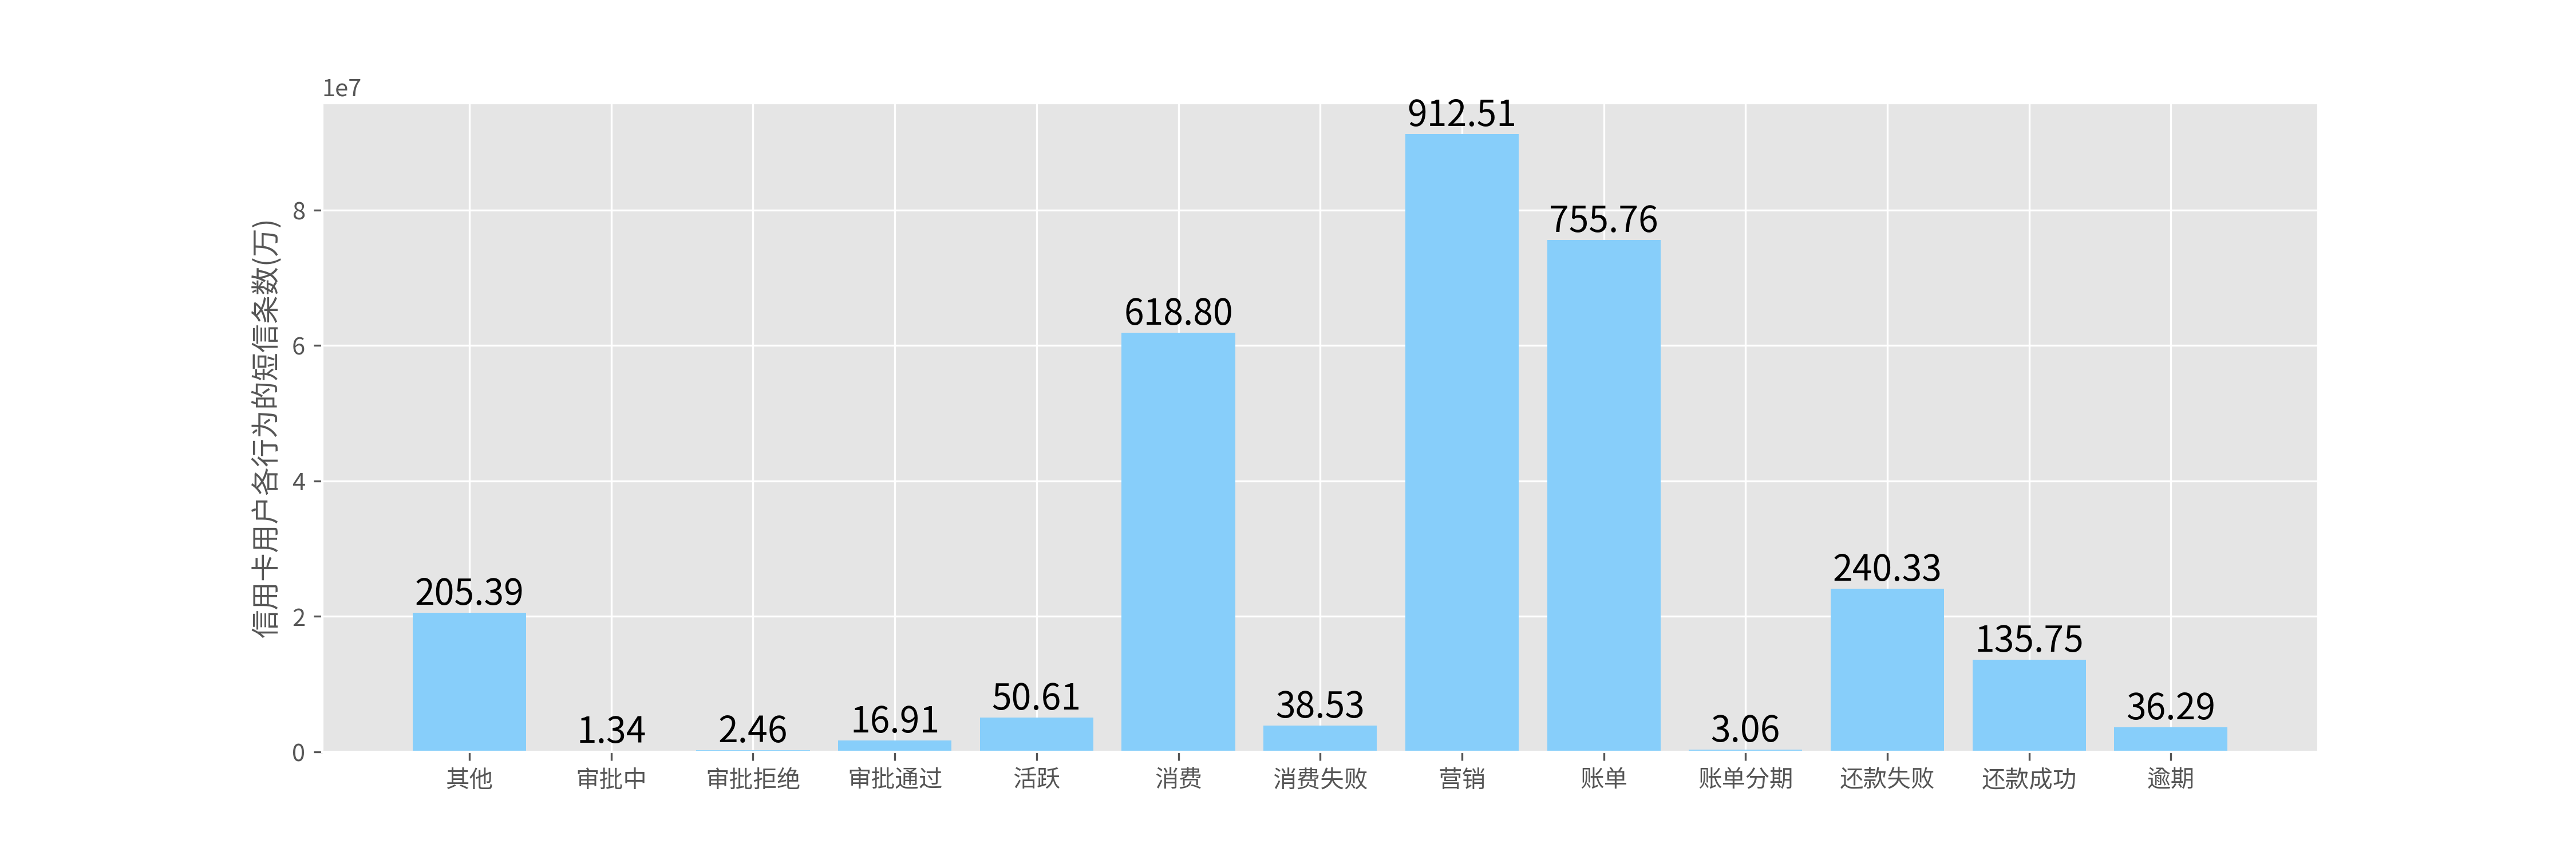 1e7
信用卡用户各行为的短信条数(万)
8
6
4
2
0
205.39
1.34
2.46
16.91
50.61
618.80
38.53
912.51
755.76
3.06
240.33
135.75
36.29
其他
审批中
审批拒绝
审批通过
活跃
消费
消费失败
营销
账单
账单分期
还款失败
还款成功
逾期